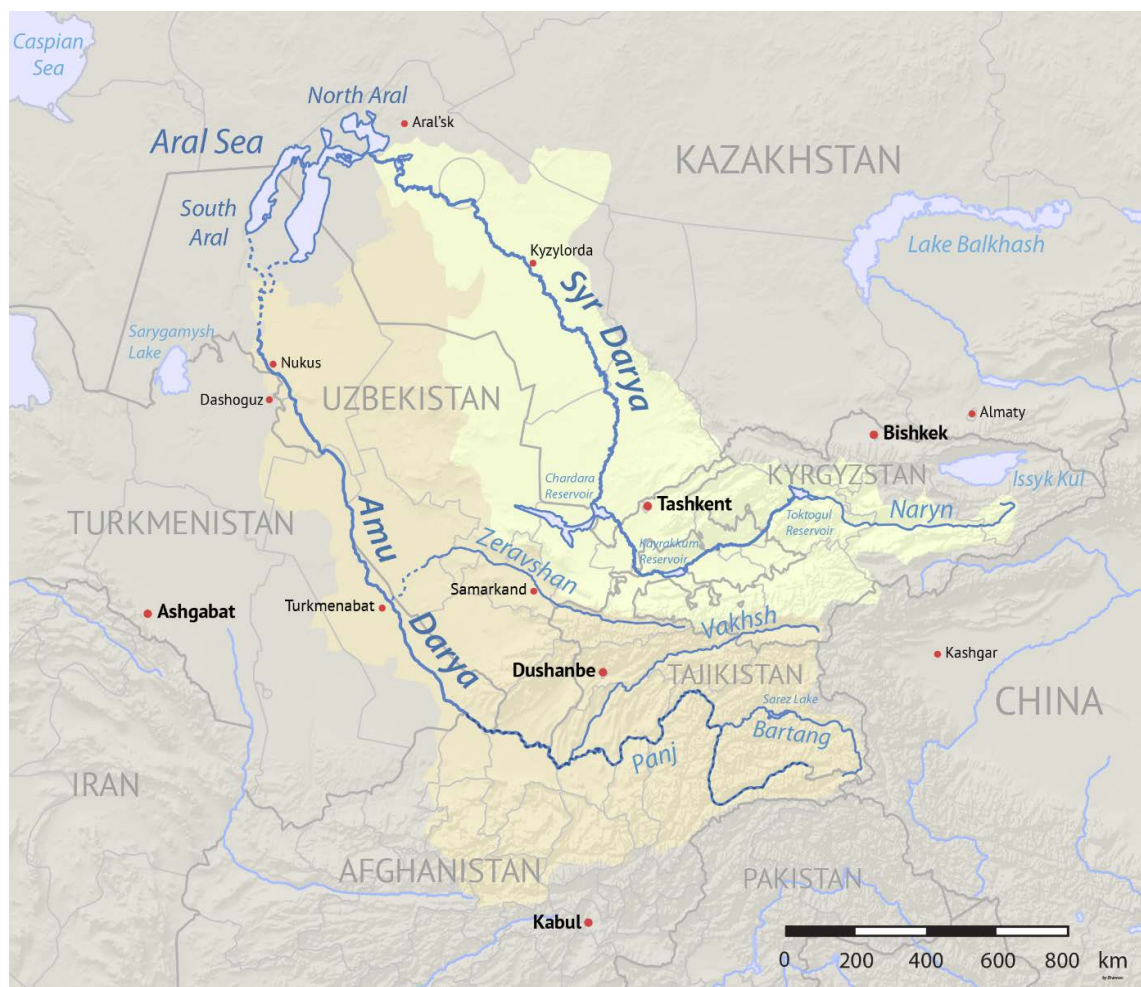 Caspian
Sea
North Aral
Aral'sk
Aral Sea
KAZAKHSTAN
South
Aral
Lake Balkhash
Kyzylorda
Syr Darya
Sarygamysh
Lake
Nukus
Dashoguz
UZBEKISTAN
Almaty
Bishkek
KYRGYZSTAN
Issyk Kul
Chardara
Reservoir
Tashkent
Toktogul
Reservoir
Naryn
TURKMENISTAN
Amu Darya
Kayrakkum
Reservoir
Zeravshan
Samarkand
Turkmenabat
Ashgabat
Vakhsh
Dushanbe
TAJIKISTAN
Kashgar
CHINA
Sarez Lake
Bartang
Panj
IRAN
AFGHANISTAN
PAKISTAN
Kabul
0 200 400 600 800 km